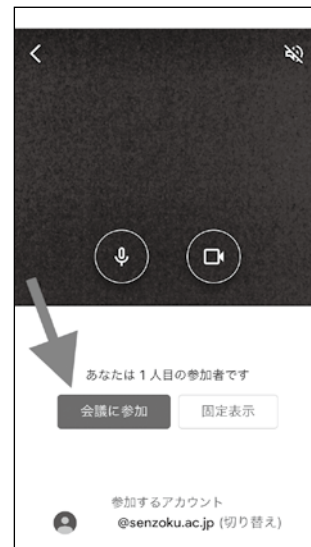 あなたは 1 人目の参加者です
会議に参加
固定表示
参加するアカウント
@senzoku.ac.jp (切り替え)